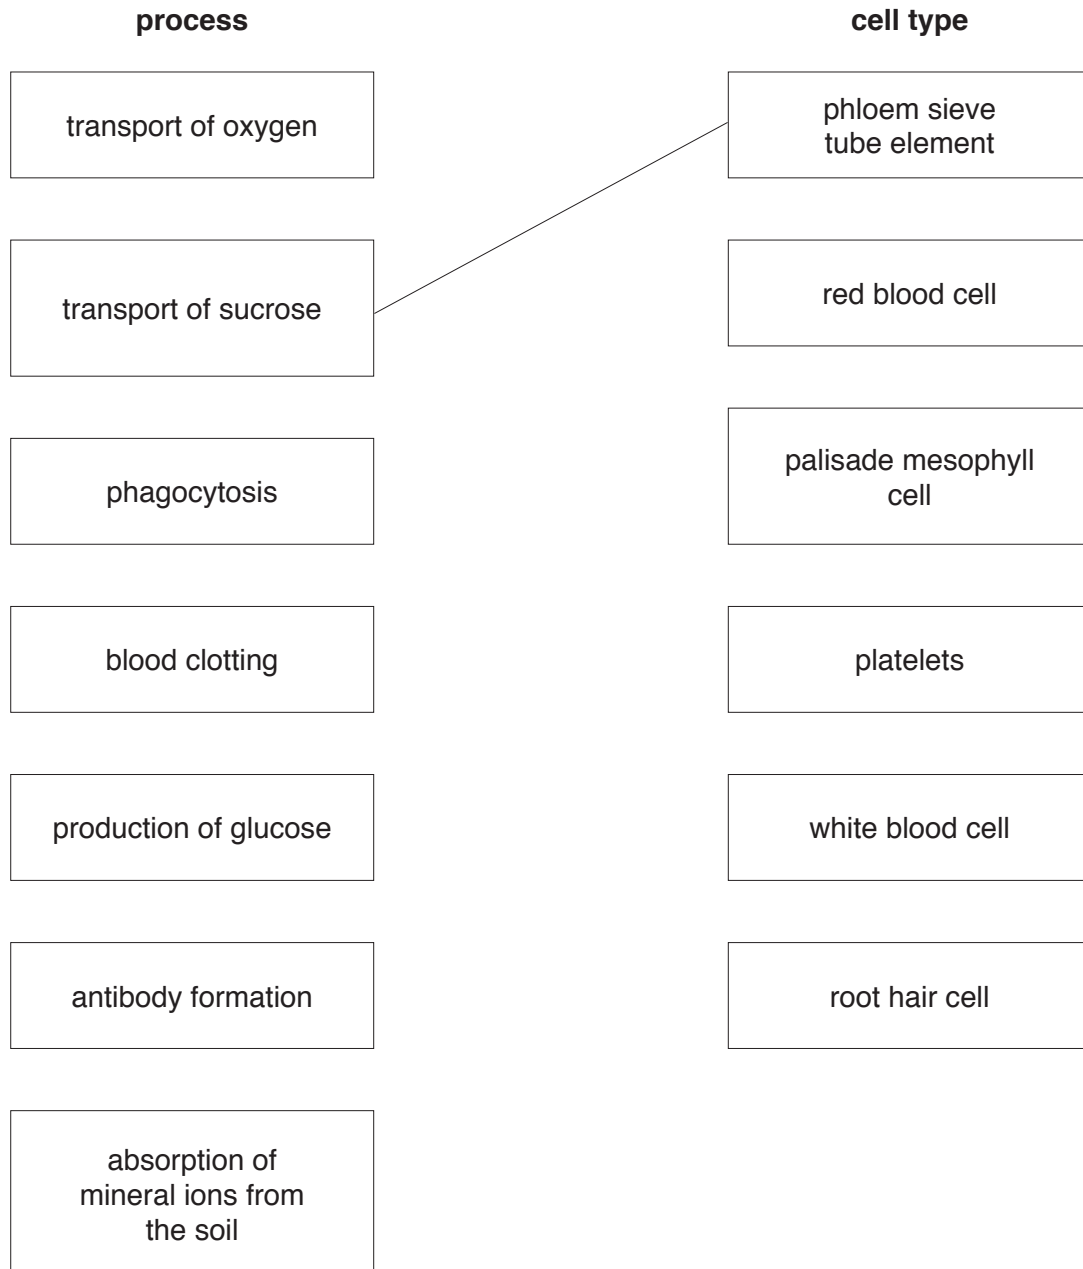 process
cell type
transport of oxygen
phloem sieve
tube element
transport of sucrose
red blood cell
phagocytosis
palisade mesophyll
cell
blood clotting
platelets
production of glucose
white blood cell
antibody formation
root hair cell
absorption of
mineral ions from
the soil